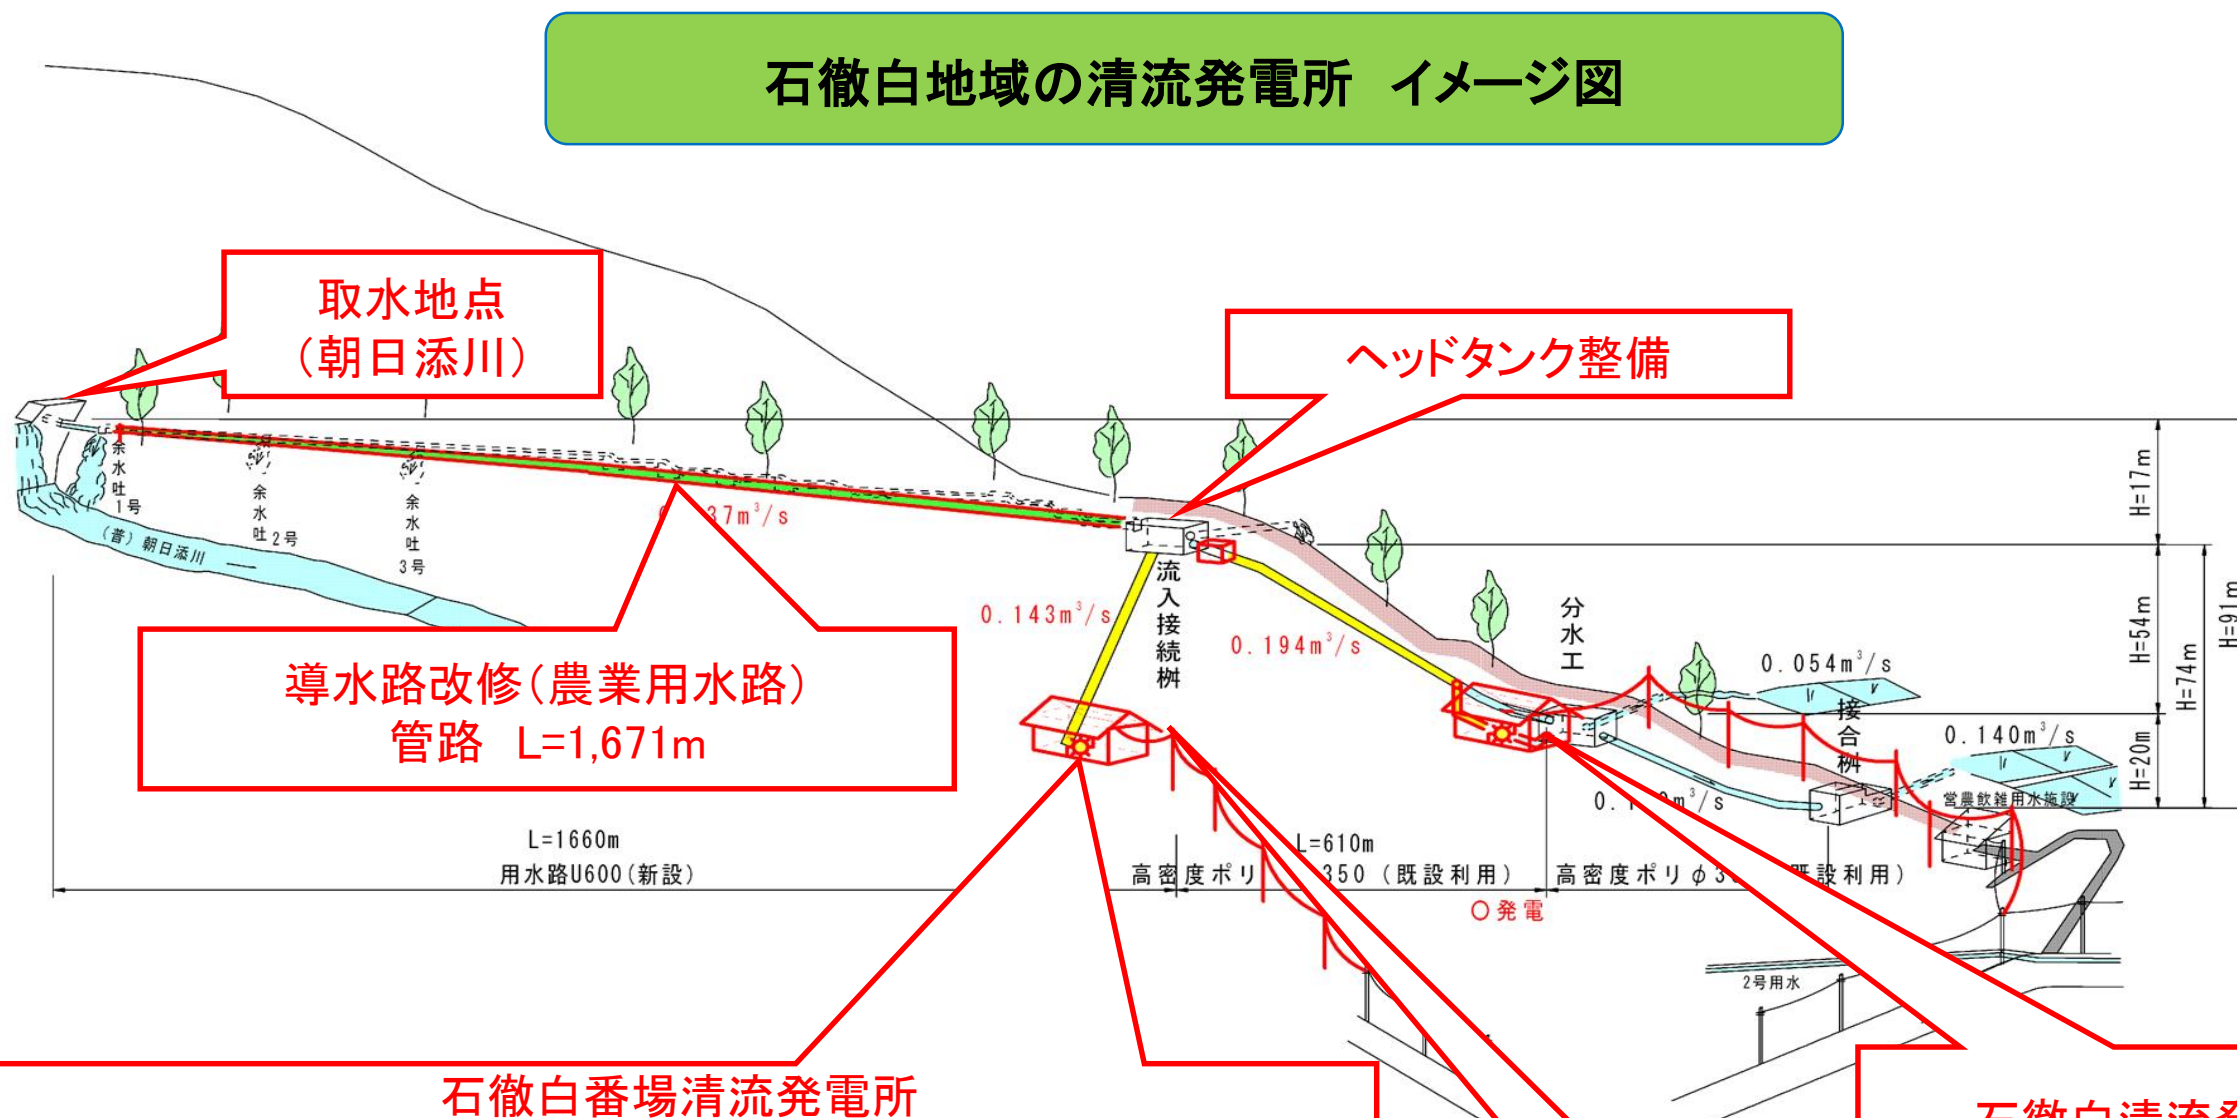 石徹白地域の清流発電所 イメージ図
取水地点
(朝日添川)
ヘッドタンク整備
余水吐1号
余水吐2号
余水吐3号
(普)朝日添川
37m³/s
流入接続桝
0.143m³/s
0.194m³/s
分水工
0.054m³/s
接合桝
0.140m³/s
営農飲雑用水施設
H=17m
H=54m
H=20m
H=74m
H=91m
導水路改修(農業用水路)
管路 L=1,671m
L=1660m
用水路U600(新設)
L=610m
高密度ポリ 350 (既設利用)
高密度ポリφ3 既設利用)
〇発電
2号用水
石徹白番場清流発電所
石徹白清流発